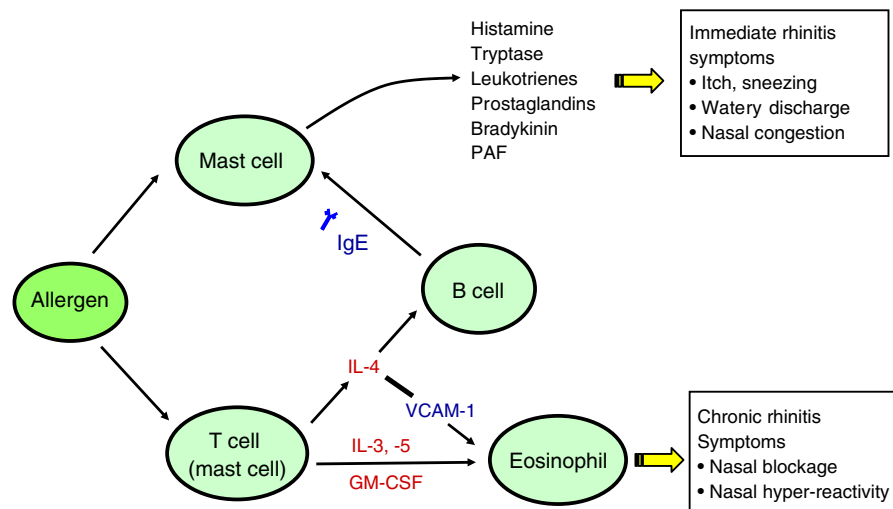 Histamine
Tryptase
Leukotrienes
Prostaglandins
Bradykinin
PAF
Immediate rhinitis
symptoms
• Itch, sneezing
• Watery discharge
• Nasal congestion
Mast cell
IgE
B cell
Allergen
IL-4
VCAM-1
T cell
(mast cell)
IL-3, -5
GM-CSF
Eosinophil
Chronic rhinitis
Symptoms
• Nasal blockage
• Nasal hyper-reactivity